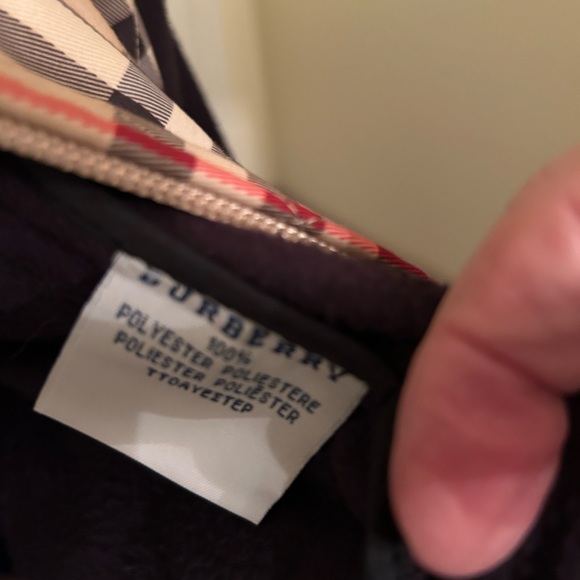 BURBERRY
100%
POLYESTER POLIESTERE
POLIESTER POLIÉSTER
ΠΟΛΥΕΣΤΕΡ